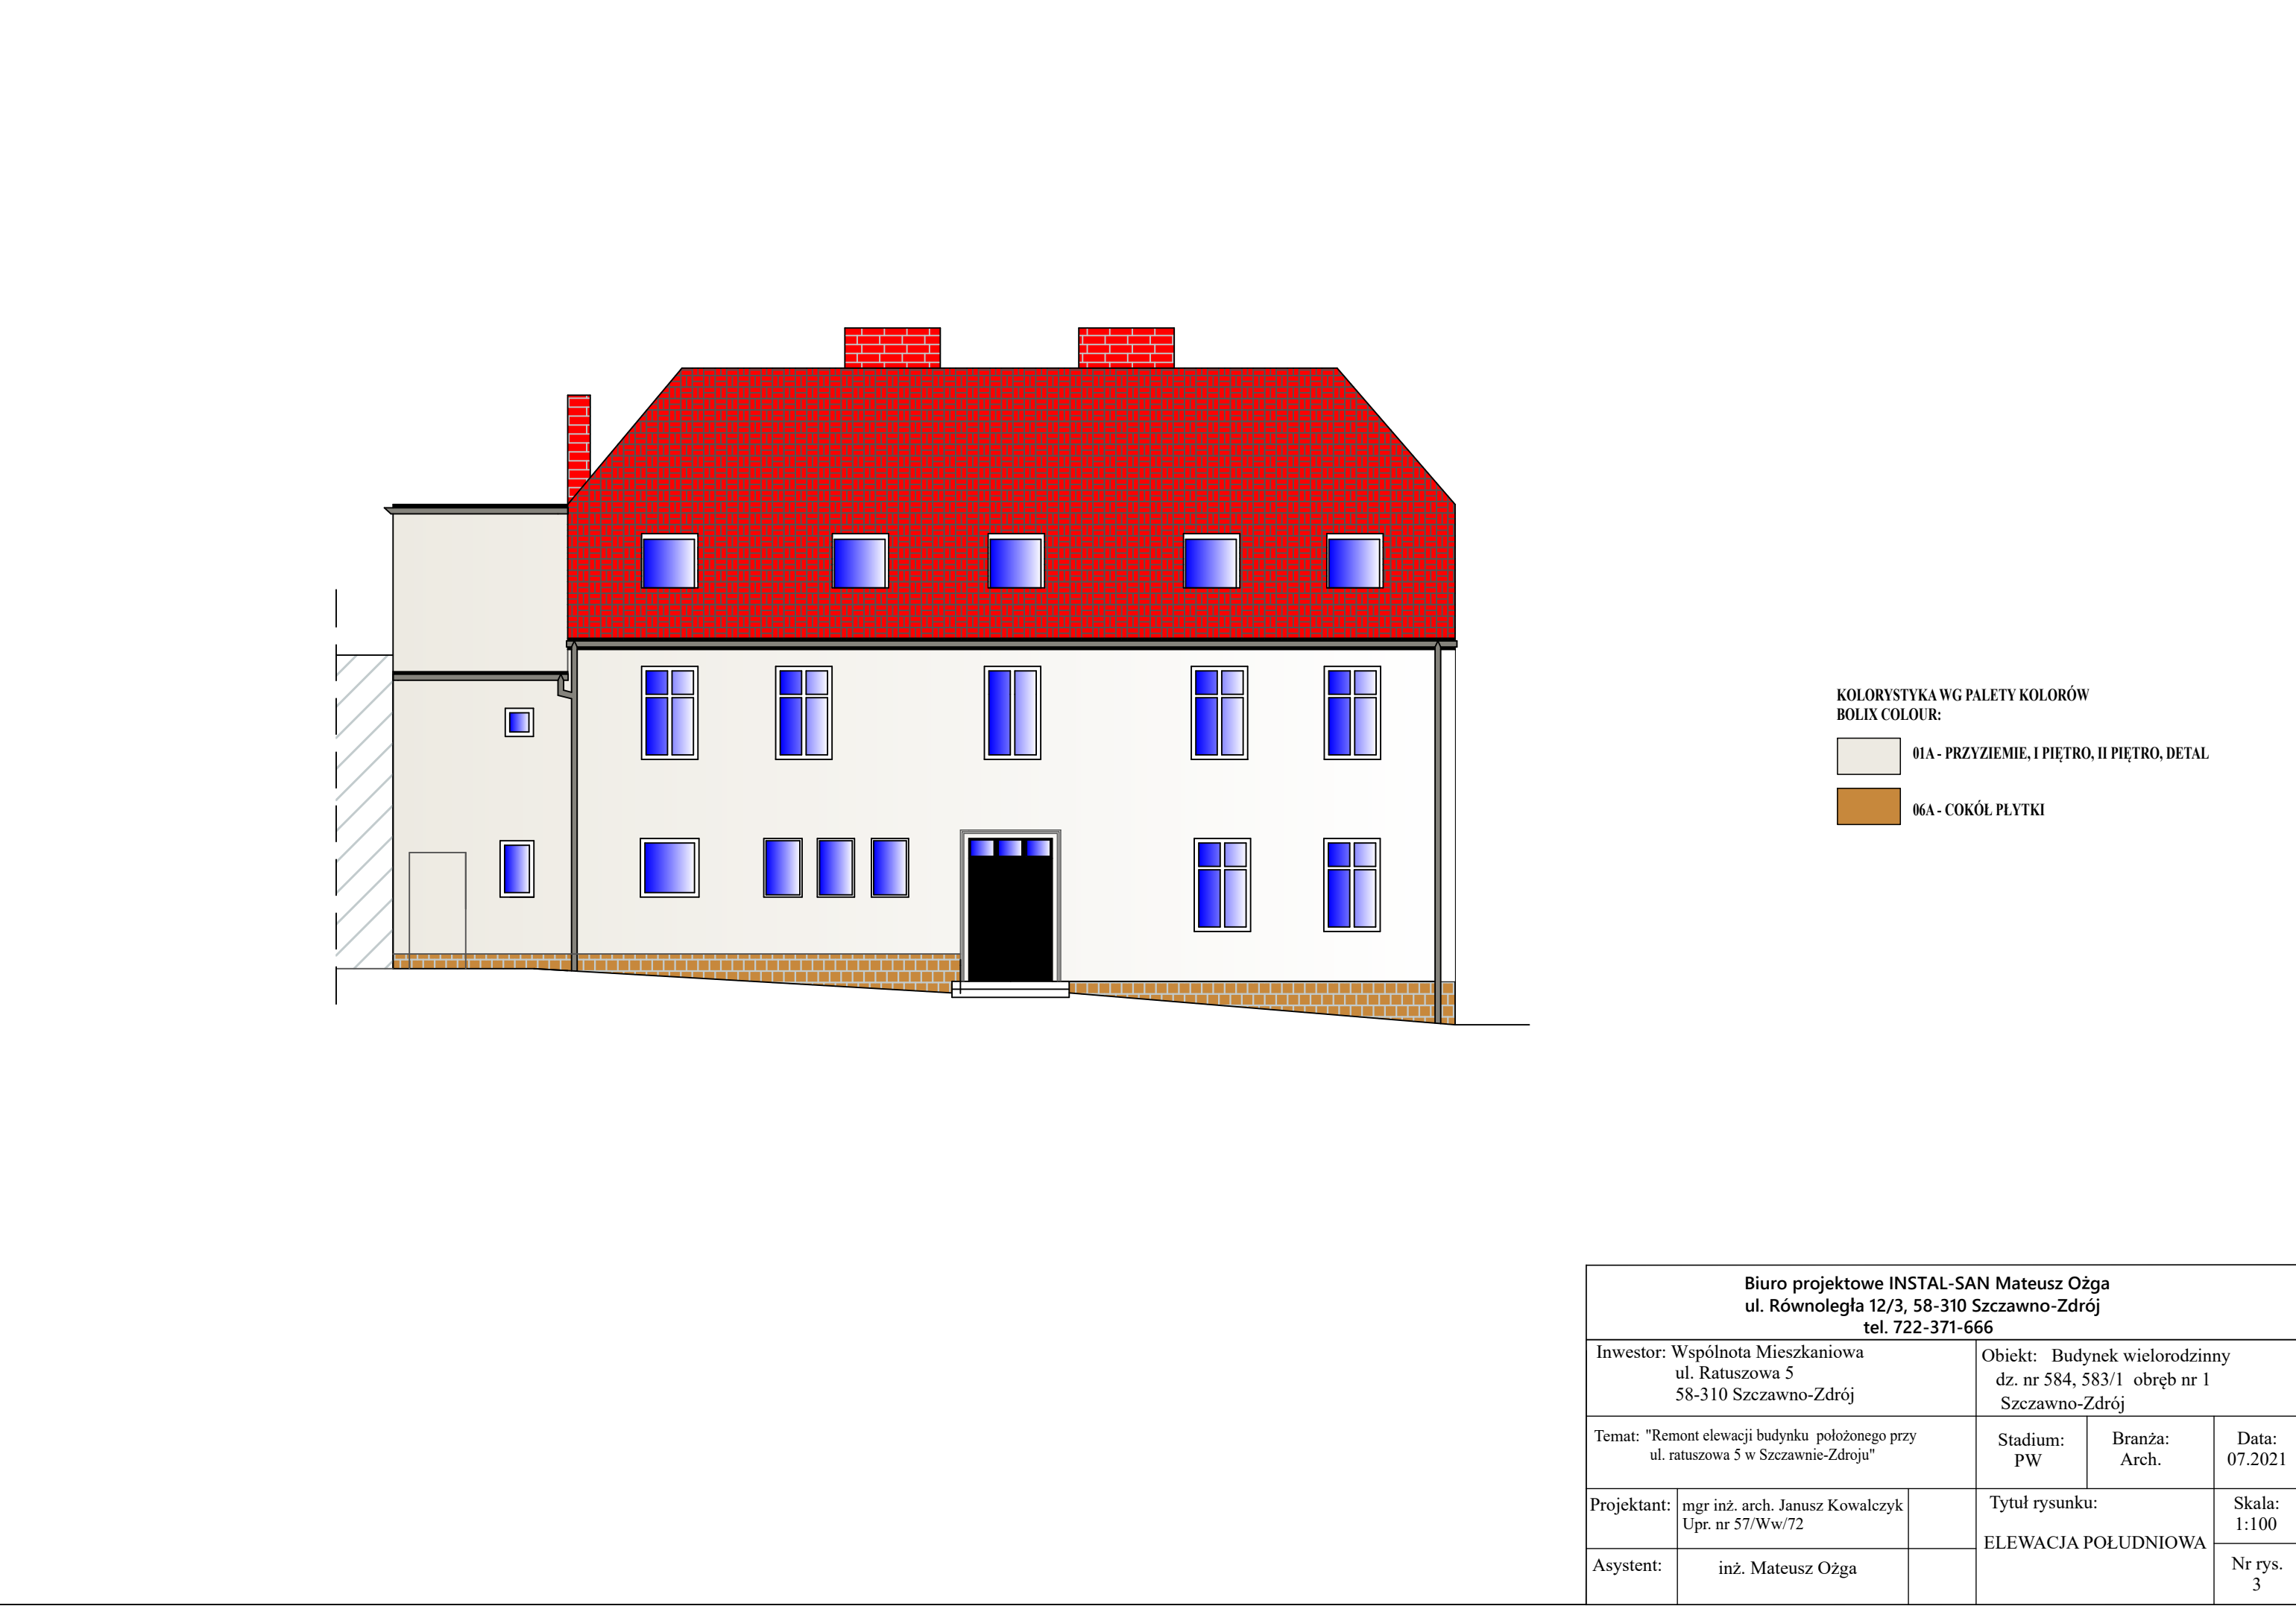 KOLORYSTYKA WG PALETY KOLORÓW
BOLIX COLOUR:
01A - PRZYZIEMIE, I PIĘTRO, II PIĘTRO, DETAL
06A - COKÓŁ PŁYTKI
Biuro projektowe INSTAL-SAN Mateusz Ożga
ul. Równoległa 12/3, 58-310 Szczawno-Zdrój
tel. 722-371-666
Inwestor: Wspólnota Mieszkaniowa
ul. Ratuszowa 5
58-310 Szczawno-Zdrój
Obiekt: Budynek wielorodzinny
dz. nr 584, 583/1 obręb nr 1
Szczawno-Zdrój
Temat: "Remont elewacji budynku położonego przy
ul. ratuszowa 5 w Szczawnie-Zdroju"
Stadium:
PW
Branża:
Arch.
Data:
07.2021
Projektant:
mgr inż. arch. Janusz Kowalczyk
Upr. nr 57/Ww/72
Tytuł rysunku:
ELEWACJA POŁUDNIOWA
Skala:
1:100
Asystent:
inż. Mateusz Ożga
Nr rys.
3